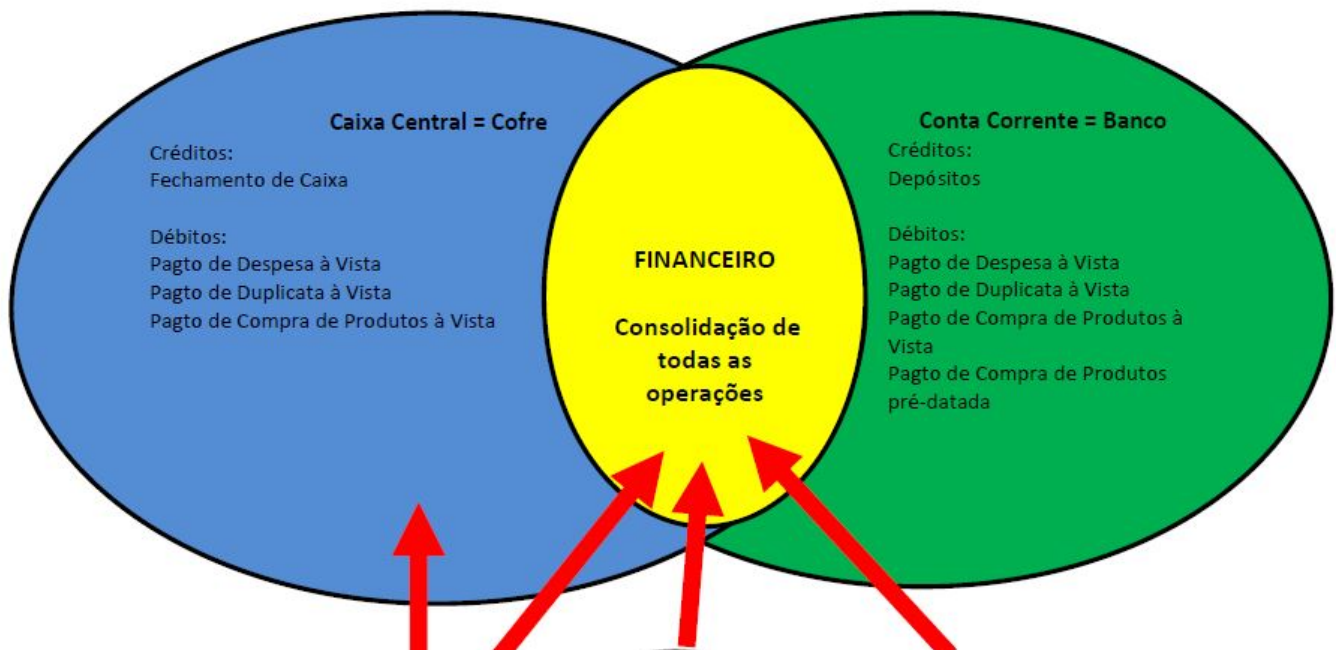 Caixa Central = Cofre
Créditos:
Fechamento de Caixa
Débitos:
Pagto de Despesa à Vista
Pagto de Duplicata à Vista
Pagto de Compra de Produtos à Vista
FINANCEIRO
Consolidação de
todas as
operações
Conta Corrente = Banco
Créditos:
Depósitos
Débitos:
Pagto de Despesa à Vista
Pagto de Duplicata à Vista
Pagto de Compra de Produtos à
Vista
Pagto de Compra de Produtos
pré-datada